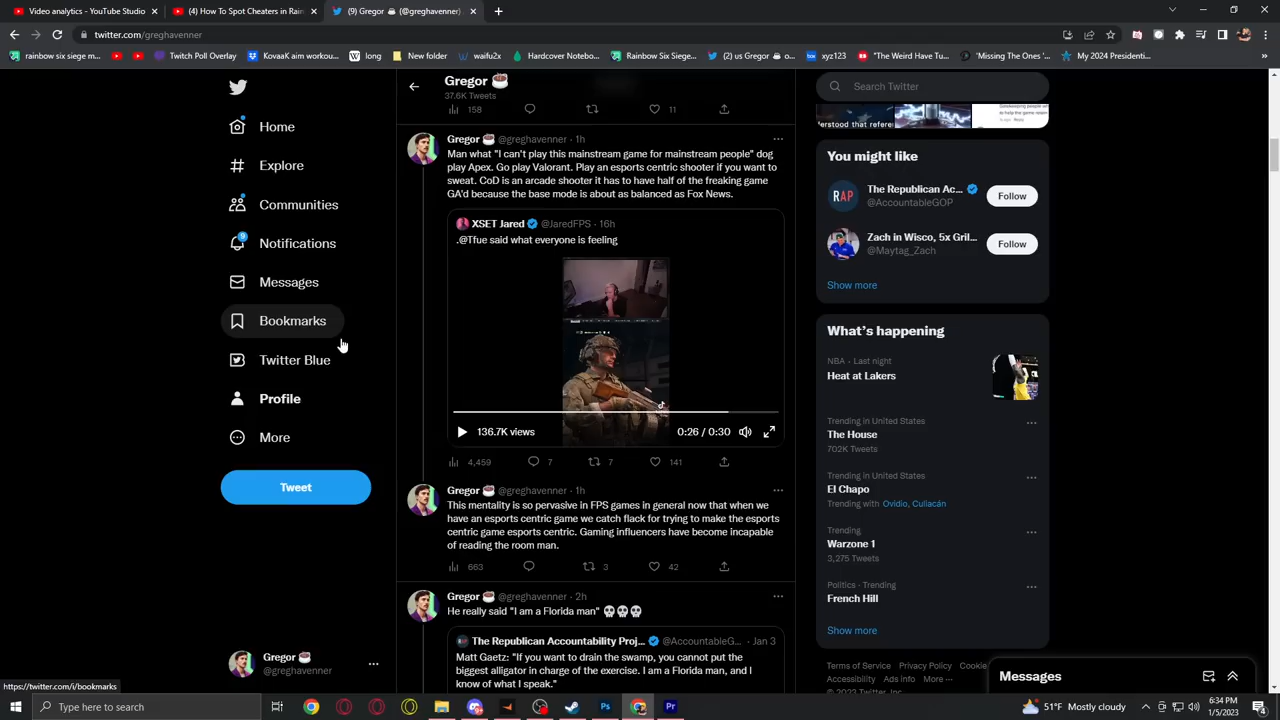 Video analytics - YouTube Studio
(4) How To Spot Cheaters in Rain
(9) Gregor ☕ (@greghavenner)
twitter.com/greghavenner
rainbow six siege m...
Twitch Poll Overlay
KovaaK aim workou...
long
New folder
waifu2x
Hardcover Notebo...
Rainbow Six Siege...
(2) us Gregor ☕ o...
xyz123
"The Weird Have Tu...
'Missing The Ones'...
My 2024 Presidenti...
Home
Explore
Communities
Notifications
9
Messages
Bookmarks
Twitter Blue
Profile
More
Tweet
Gregor ☕
@greghavenner
Gregor ☕
37.6K Tweets
158
11
Gregor ☕ @greghavenner · 1h
Man what "I can't play this mainstream game for mainstream people" dog
play Apex. Go play Valorant. Play an esports centric shooter if you want to
sweat. CoD is an arcade shooter it has to have half of the freaking game
GA'd because the base mode is about as balanced as Fox News.
XSET Jared @JaredFPS · 16h
.@Tfue said what everyone is feeling
136.7K views
0:26 / 0:30
4,459
7
7
141
Gregor ☕ @greghavenner · 1h
This mentality is so pervasive in FPS games in general now that when we
have an esports centric game we catch flack for trying to make the esports
centric game esports centric. Gaming influencers have become incapable
of reading the room man.
663
3
42
Gregor ☕ @greghavenner · 2h
He really said "I am a Florida man" 💀💀💀
The Republican Accountability Proj... @AccountableG... · Jan 3
Matt Gaetz: "If you want to drain the swamp, you cannot put the
biggest alligator in charge of the exercise. I am a Florida man, and I
know of what I speak."
Search Twitter
erstood that refere
You might like
RAP
The Republican Ac...
@AccountableGOP
Follow
Zach in Wisco, 5x Gril...
@Maytag_Zach
Follow
Show more
What's happening
NBA · Last night
Heat at Lakers
Trending in United States
The House
702K Tweets
Trending in United States
El Chapo
Trending with Ovidio, Culiacán
Trending
Warzone 1
3,275 Tweets
Politics · Trending
French Hill
Show more
Terms of Service Privacy Policy Cookie
Accessibility Ads info More ...
© 2023 Twitter, Inc.
Messages
https://twitter.com/i/bookmarks
Type here to search
51°F Mostly cloudy
6:34 PM
1/5/2023